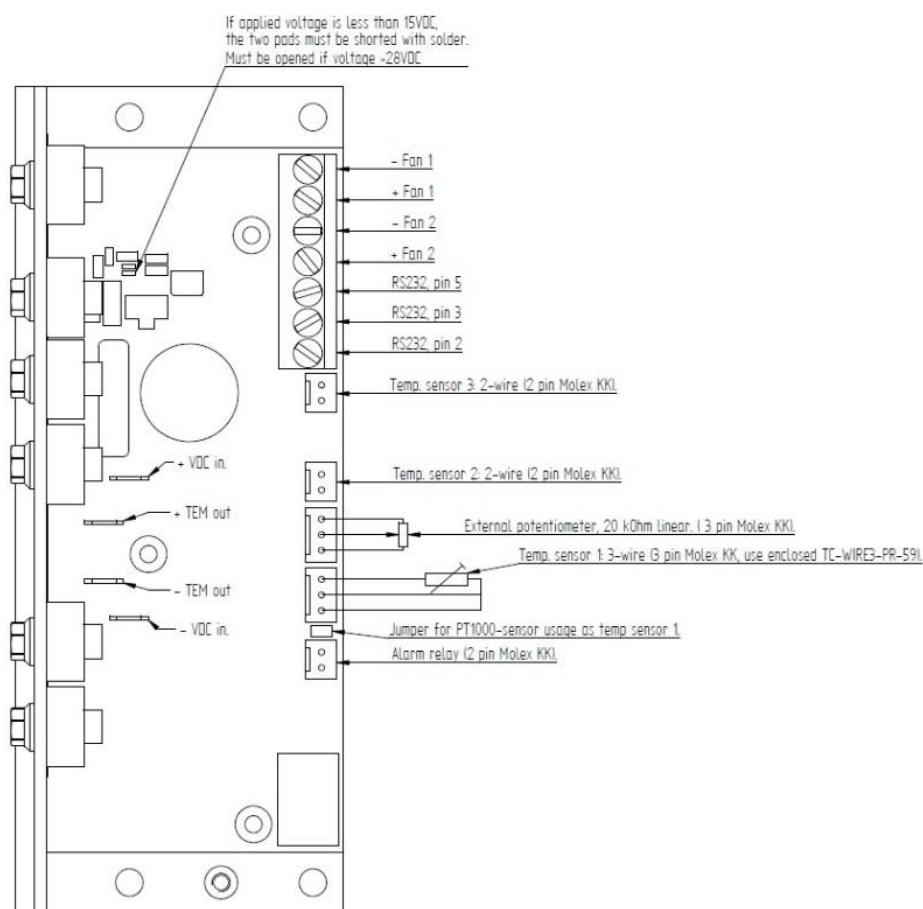 If applied voltage is less than 15VDC,
the two pads must be shorted with solder.
Must be opened if voltage >28VDC
- Fan 1
+ Fan 1
- Fan 2
+ Fan 2
RS232, pin 5
RS232, pin 3
RS232, pin 2
Temp. sensor 3: 2-wire (2 pin Molex KK).
+ VDC in.
Temp. sensor 2: 2-wire (2 pin Molex KK).
+ TEM out
External potentiometer, 20 kOhm linear. ( 3 pin Molex KK).
Temp. sensor 1: 3-wire (3 pin Molex KK, use enclosed TC-WIRE3-PR-59).
- TEM out
- VDC in.
Jumper for PT1000-sensor usage as temp sensor 1.
Alarm relay (2 pin Molex KK).